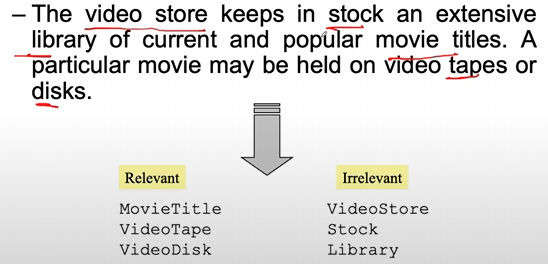 – The video store keeps in stock an extensive
library of current and popular movie titles. A
particular movie may be held on video tapes or
disks.
Relevant Irrelevant
MovieTitle VideoStore
VideoTape Stock
VideoDisk Library